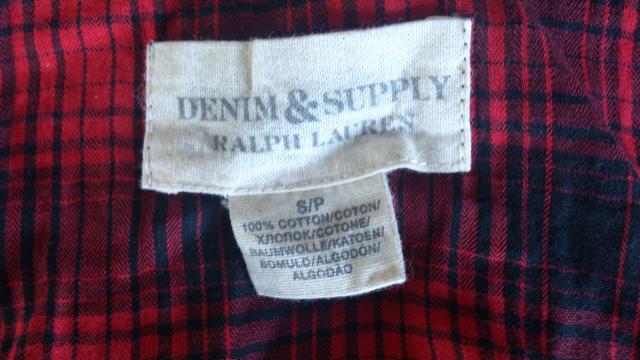 DENIM & SUPPLY
RALPH LAUREN
S/P
100% COTTON/COTON/
ХЛОПОК/COTONE/
BAUMWOLLE/KATOEN/
BOMULD/ALGODÓN/
ALGODÃO